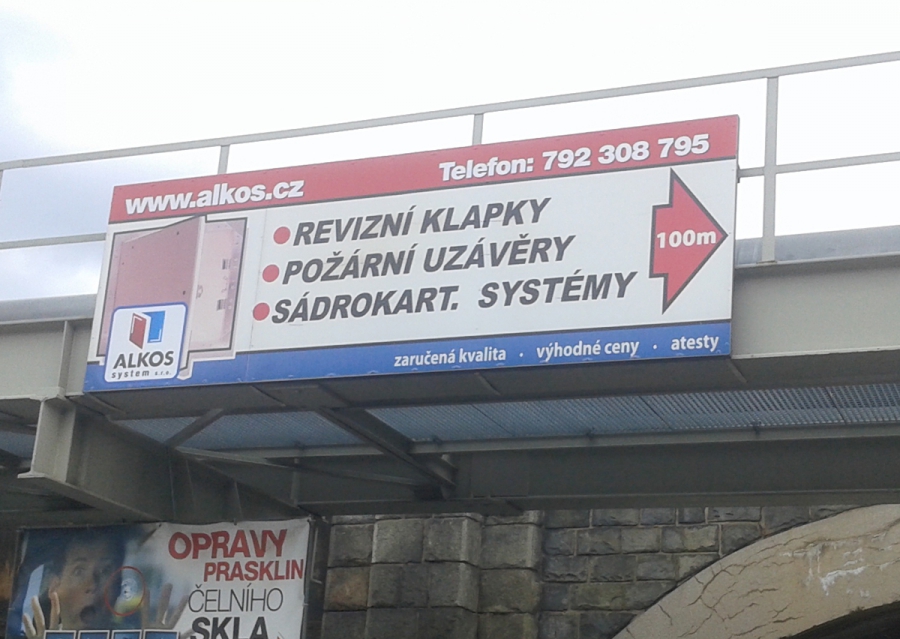 www.alkos.cz
Telefon: 792 308 795
REVIZNÍ KLAPKY
POŽÁRNÍ UZÁVĚRY
SÁDROKART. SYSTÉMY
100m
ALKOS
system s.r.o.
zaručená kvalita · výhodné ceny · atesty
OPRAVY
PRASKLIN
ČELNÍHO
SKLA